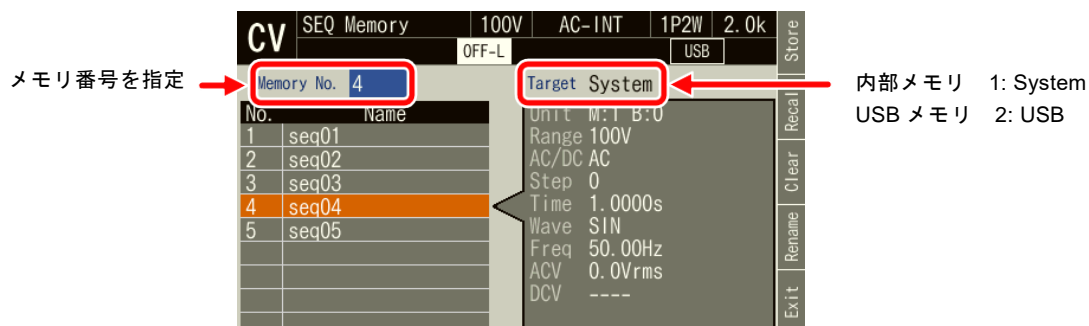 CV SEQ Memory 100V AC-INT 1P2W 2.0k
OFF-L USB
メモリ番号を指定
Memory No. 4
Target System
内部メモリ 1: System
USB メモリ 2: USB
No. Name
1 seq01
2 seq02
3 seq03
4 seq04
5 seq05
Unit M:1 B:0
Range 100V
AC/DC AC
Step 0
Time 1.0000s
Wave SIN
Freq 50.00Hz
ACV 0.0Vrms
DCV ----
Store
Recal
Clear
Rename
Exit